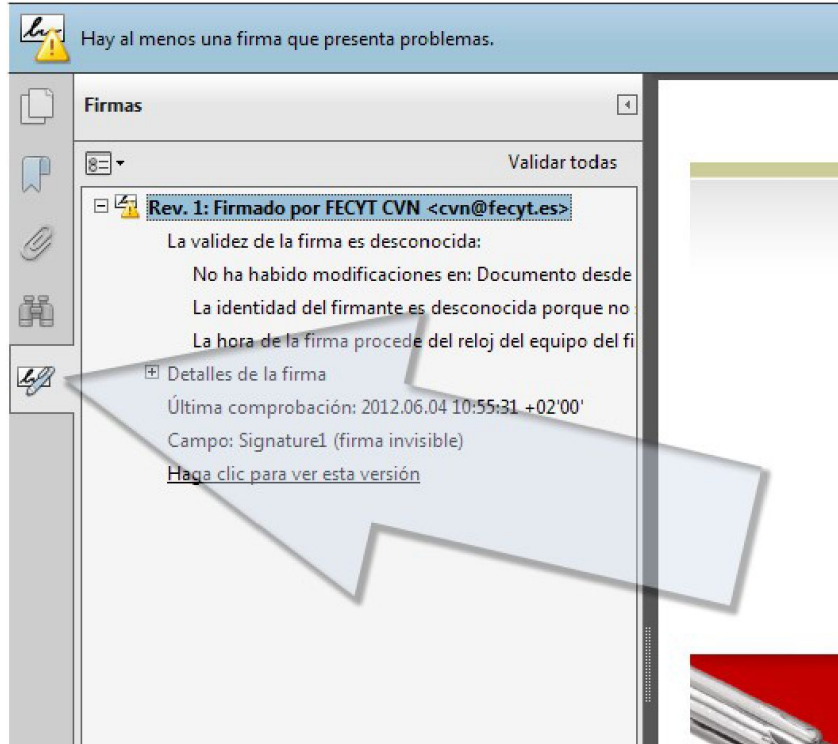 Hay al menos una firma que presenta problemas.
Firmas
Validar todas
Rev. 1: Firmado por FECYT CVN <cvn@fecyt.es>
La validez de la firma es desconocida:
No ha habido modificaciones en: Documento desde
La identidad del firmante es desconocida porque no
La hora de la firma procede del reloj del equipo del fi
Detalles de la firma
Última comprobación: 2012.06.04 10:55:31 +02'00'
Campo: Signature1 (firma invisible)
Haga clic para ver esta versión